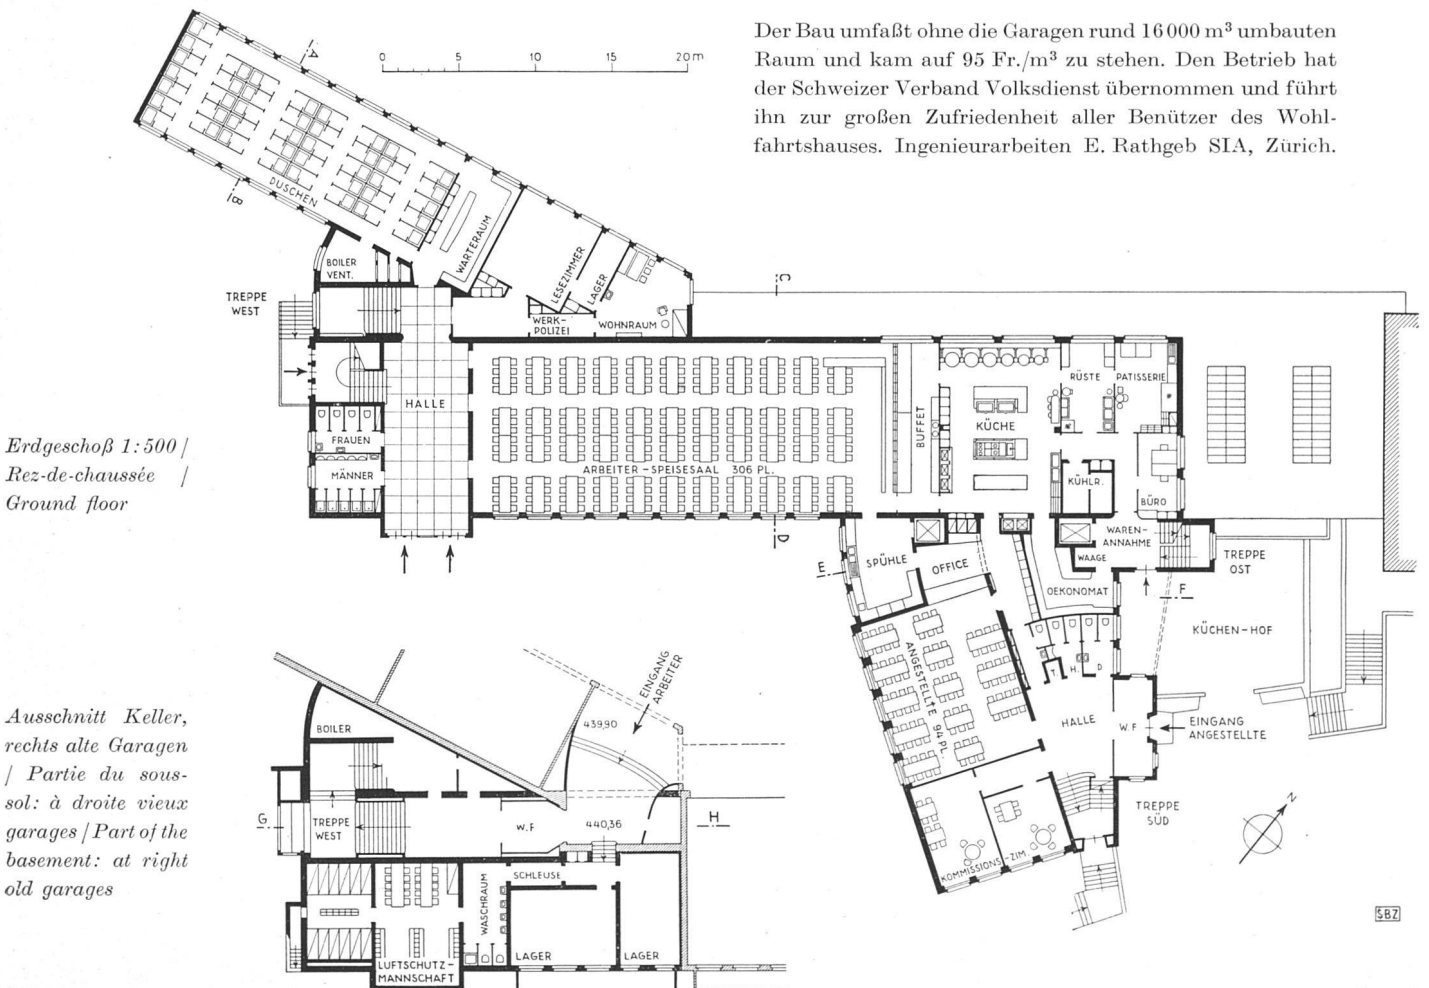 Der Bau umfaßt ohne die Garagen rund 16 000 m³ umbauten
Raum und kam auf 95 Fr./m³ zu stehen. Den Betrieb hat
der Schweizer Verband Volksdienst übernommen und führt
ihn zur großen Zufriedenheit aller Benützer des Wohl-
fahrtshauses. Ingenieurarbeiten E. Rathgeb SIA, Zürich.
0 5 10 15 20 m
A
B
DUSCHEN
WARTERAUM
BOILER
VENT.
LESEZIMMER
LAGER
WERK-
POLIZEI
WOHNRAUM
C
TREPPE
WEST
HALLE
FRAUEN
MÄNNER
ARBEITER – SPEISESAAL 306 PL.
BUFFET
KÜCHE
RÜSTE
PATISSERIE
KÜHLR.
BÜRO
Erdgeschoß 1:500 /
Rez-de-chaussée /
Ground floor
D
E
SPÜHLE
OFFICE
WAREN-
ANNAHME
WAAGE
TREPPE
OST
OEKONOMAT
F
KÜCHEN–HOF
ANGESTELLTE 94 PL.
T.
H.
D
HALLE
W.F
EINGANG
ANGESTELLTE
TREPPE
SÜD
KOMMISSIONS–ZIM
N
SBZ
Ausschnitt Keller,
rechts alte Garagen
/ Partie du sous-
sol: à droite vieux
garages / Part of the
basement: at right
old garages
EINGANG
ARBEITER
439,90
BOILER
G
TREPPE
WEST
W.F
440,36
H
SCHLEUSE
WASCHRAUM
LAGER
LAGER
LUFTSCHUTZ-
MANNSCHAFT